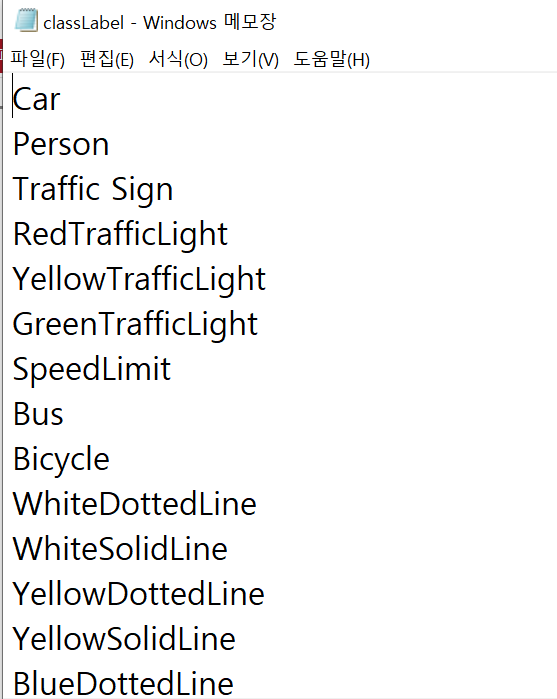 classLabel - Windows 메모장
파일(F) 편집(E) 서식(O) 보기(V) 도움말(H)
Car
Person
Traffic Sign
RedTrafficLight
YellowTrafficLight
GreenTrafficLight
SpeedLimit
Bus
Bicycle
WhiteDottedLine
WhiteSolidLine
YellowDottedLine
YellowSolidLine
BlueDottedLine